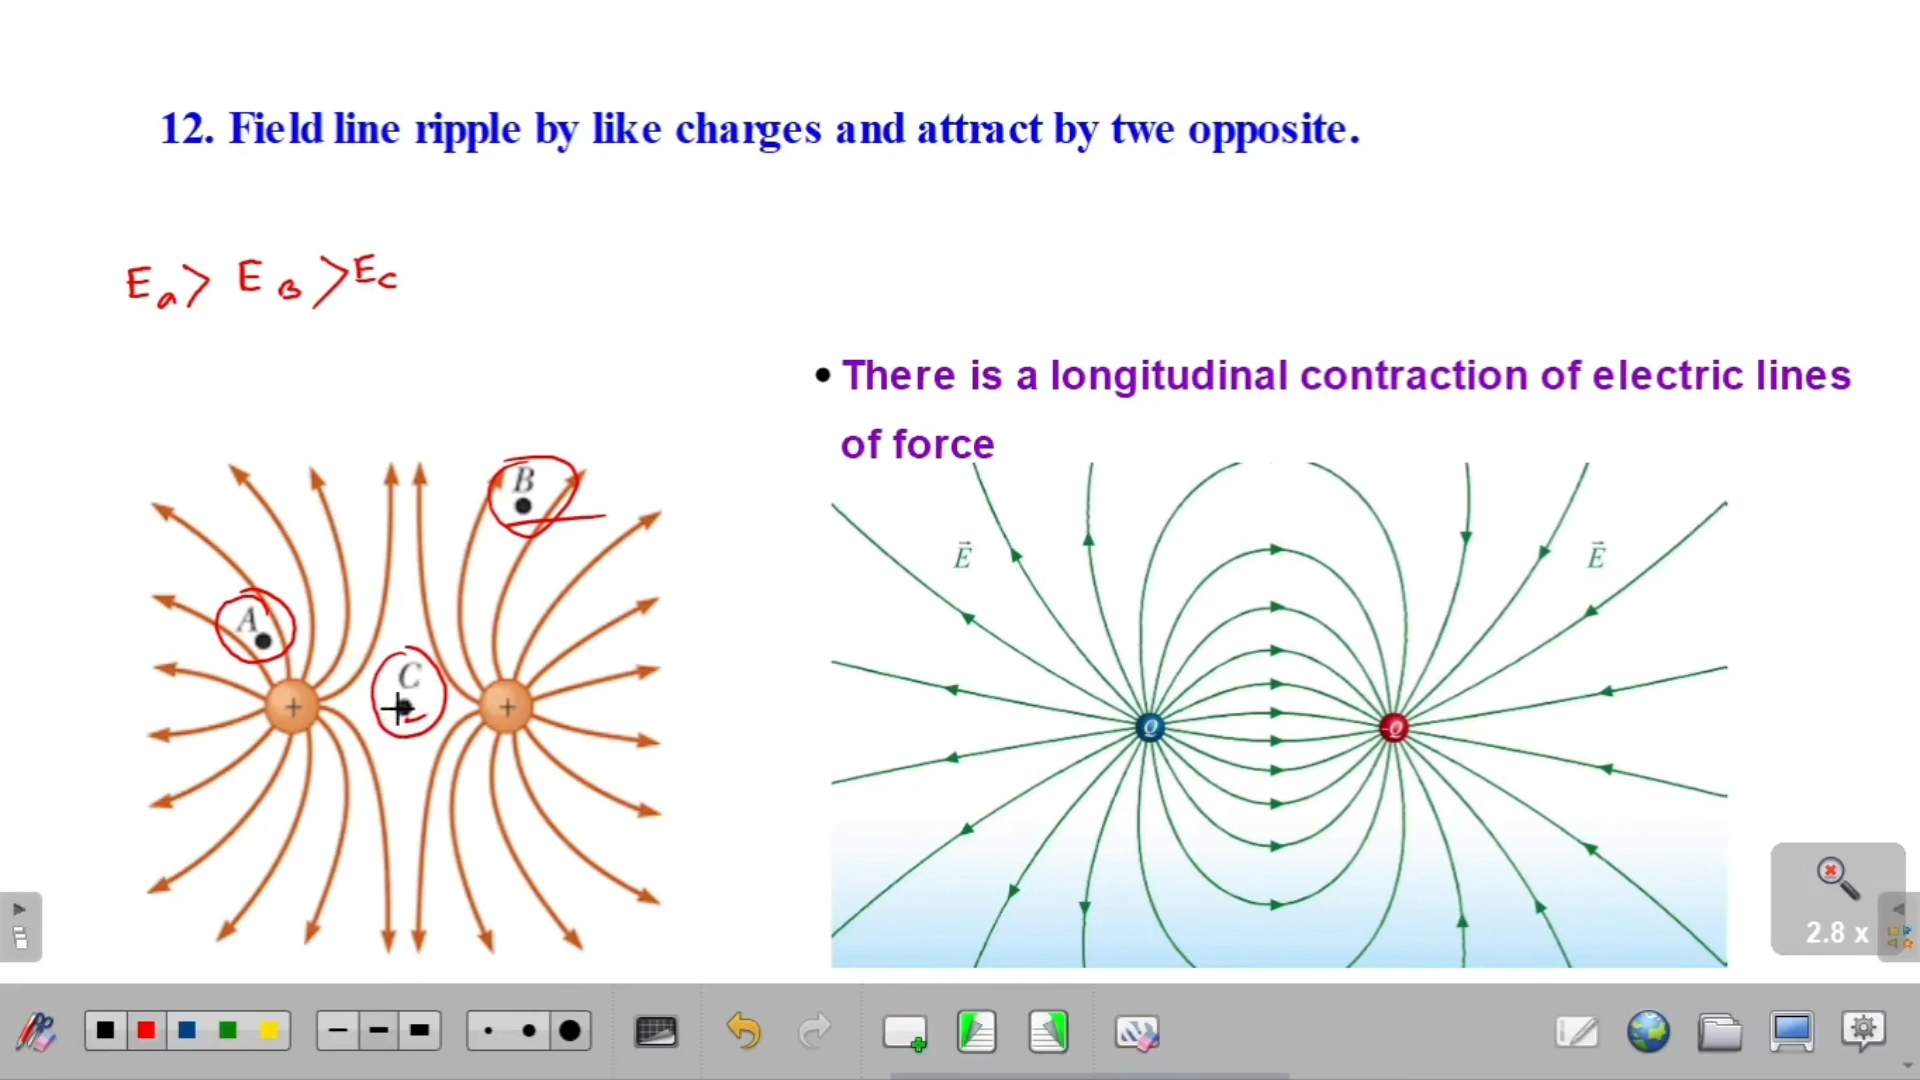 12. Field line ripple by like charges and attract by twe opposite.
Ea > EB > EC
• There is a longitudinal contraction of electric lines
of force
B
E
E
A
C
+
+
Q
-Q
2.8 x